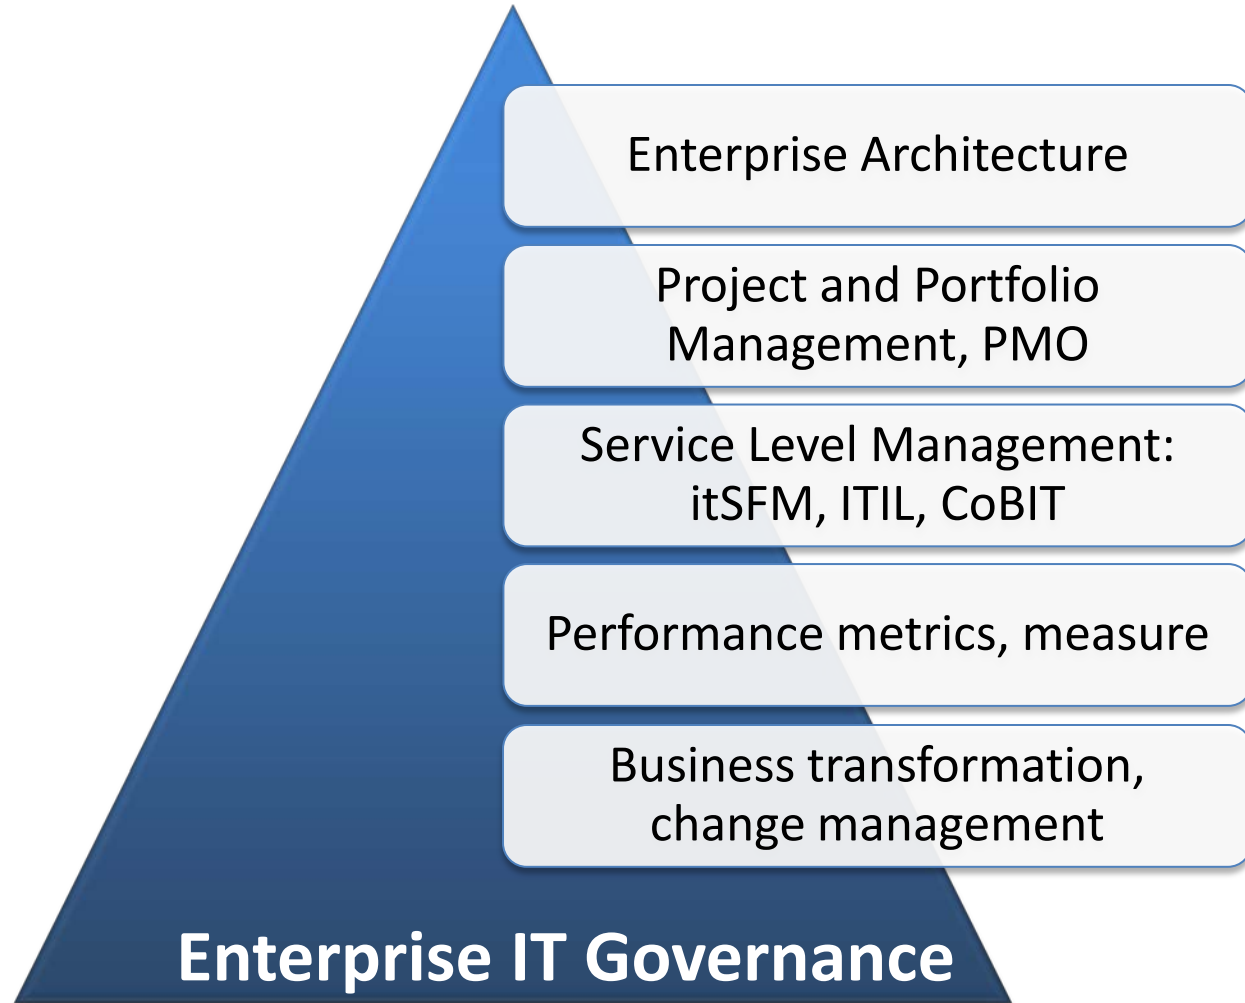 Enterprise Architecture
Project and Portfolio
Management, PMO
Service Level Management:
itSFM, ITIL, CoBIT
Performance metrics, measure
Business transformation,
change management
Enterprise IT Governance